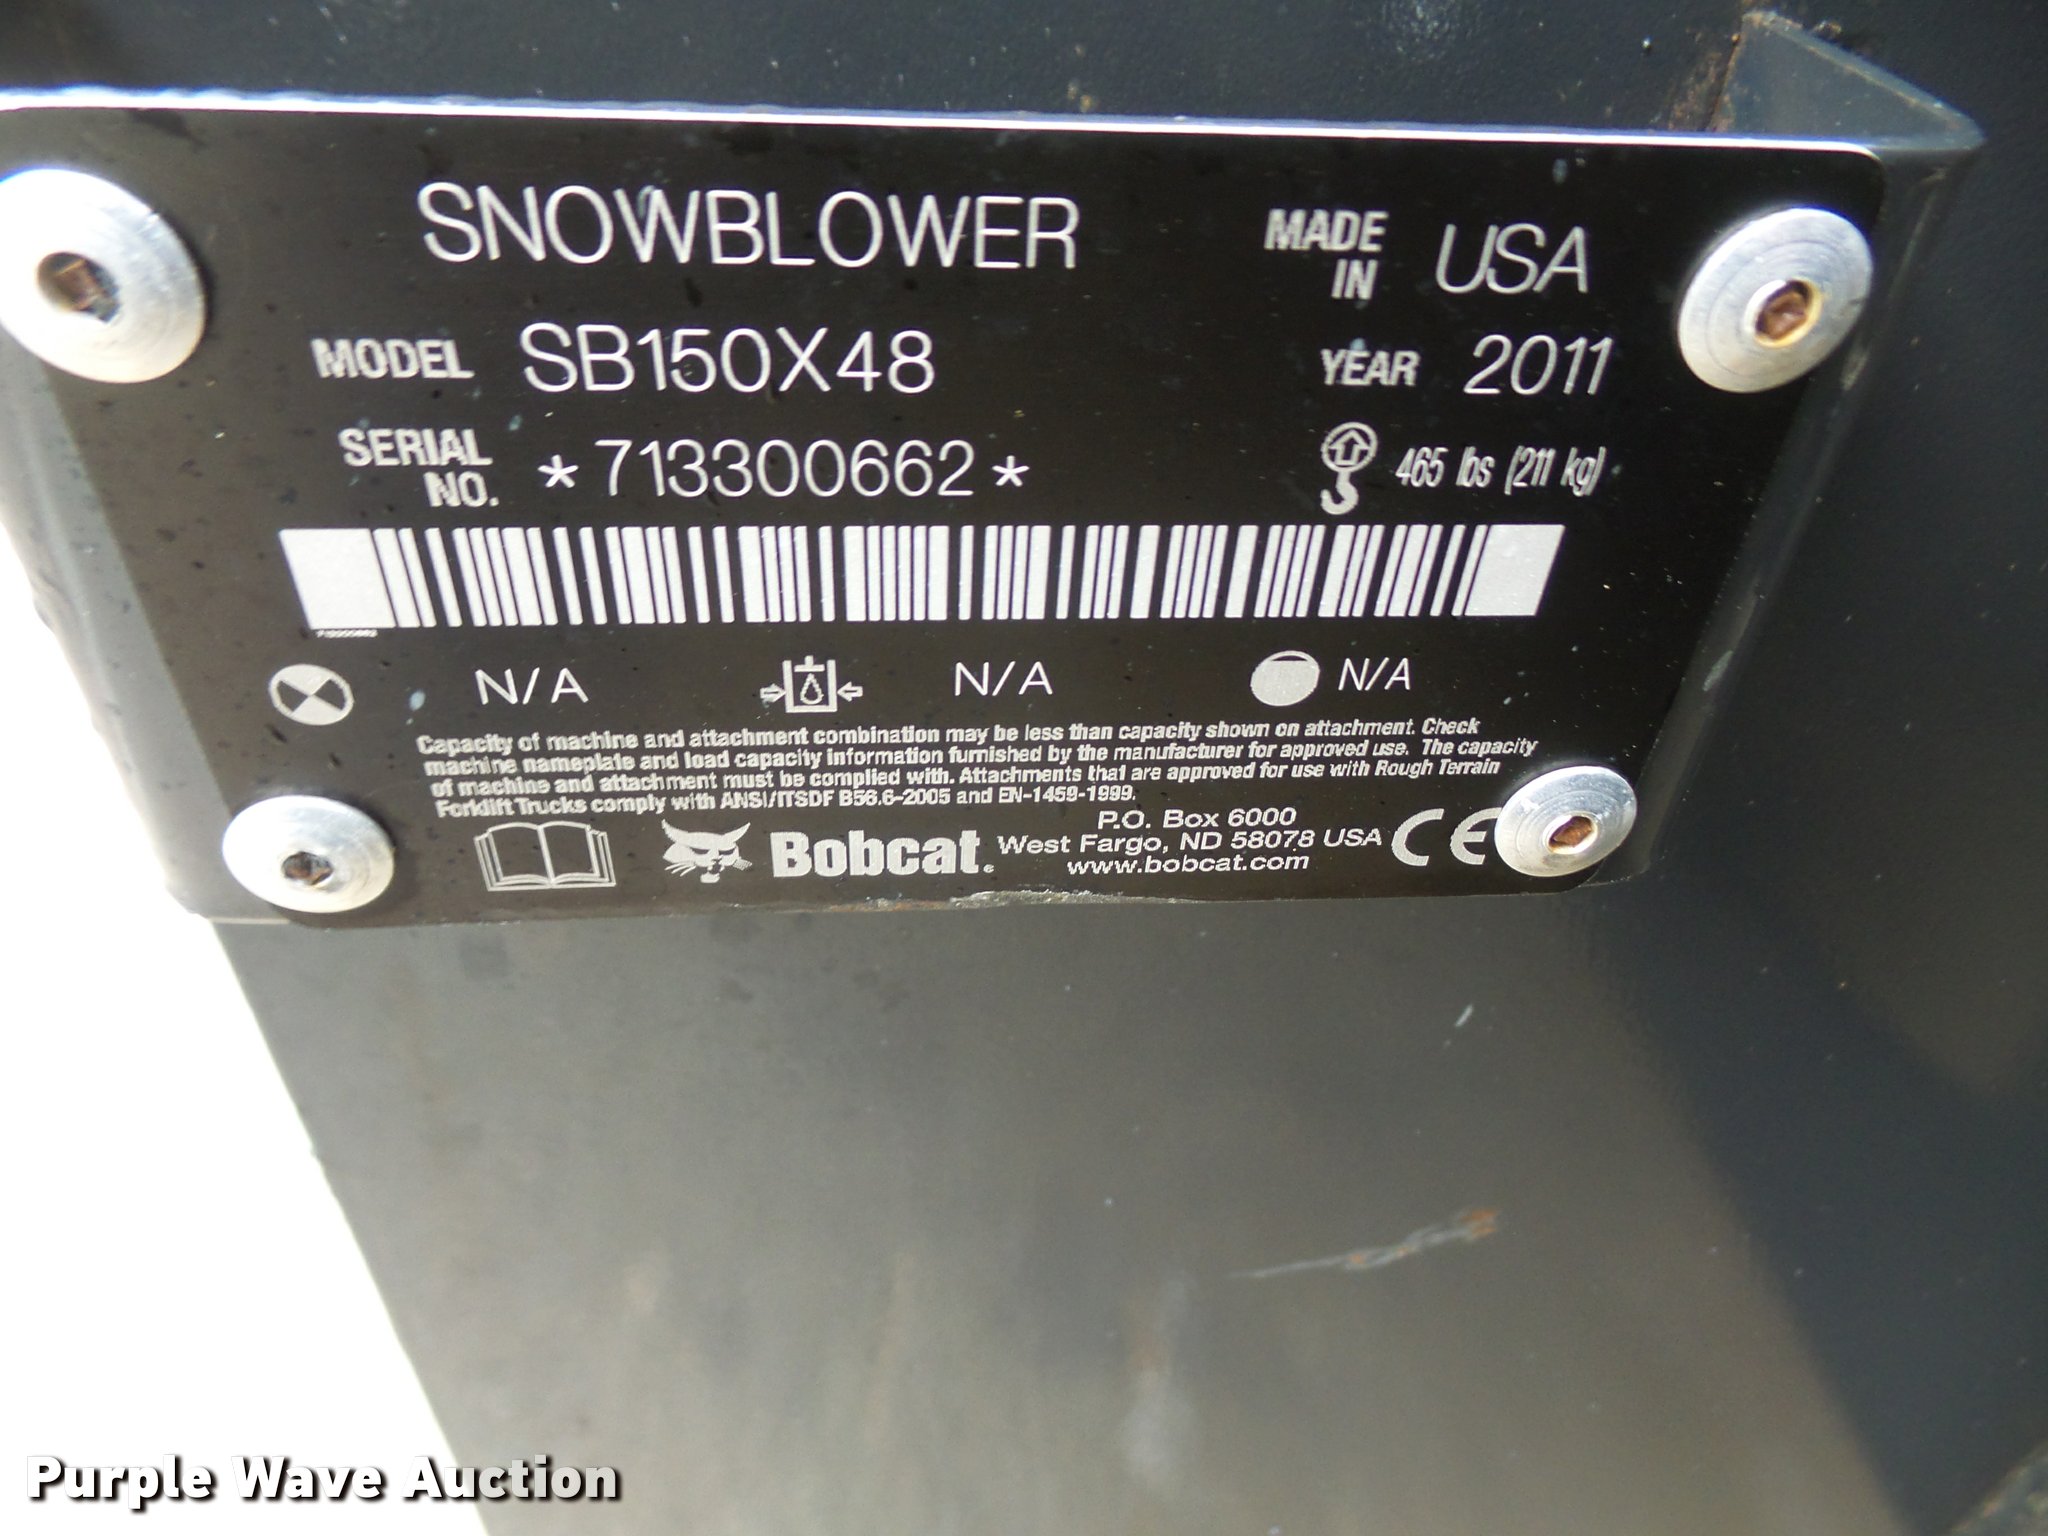 SNOWBLOWER
MADE IN USA
MODEL SB150X48
YEAR 2011
SERIAL NO. *713300662*
465 lbs (211 kg)
N/A N/A N/A
Capacity of machine and attachment combination may be less than capacity shown on attachment. Check
machine nameplate and load capacity information furnished by the manufacturer for approved use. The capacity
of machine and attachment must be complied with. Attachments that are approved for use with Rough Terrain
Forklift Trucks comply with ANSI/ITSDF B56.6-2005 and EN-1459-1999.
Bobcat®
P.O. Box 6000
West Fargo, ND 58078 USA
www.bobcat.com
CE
Purple Wave Auction